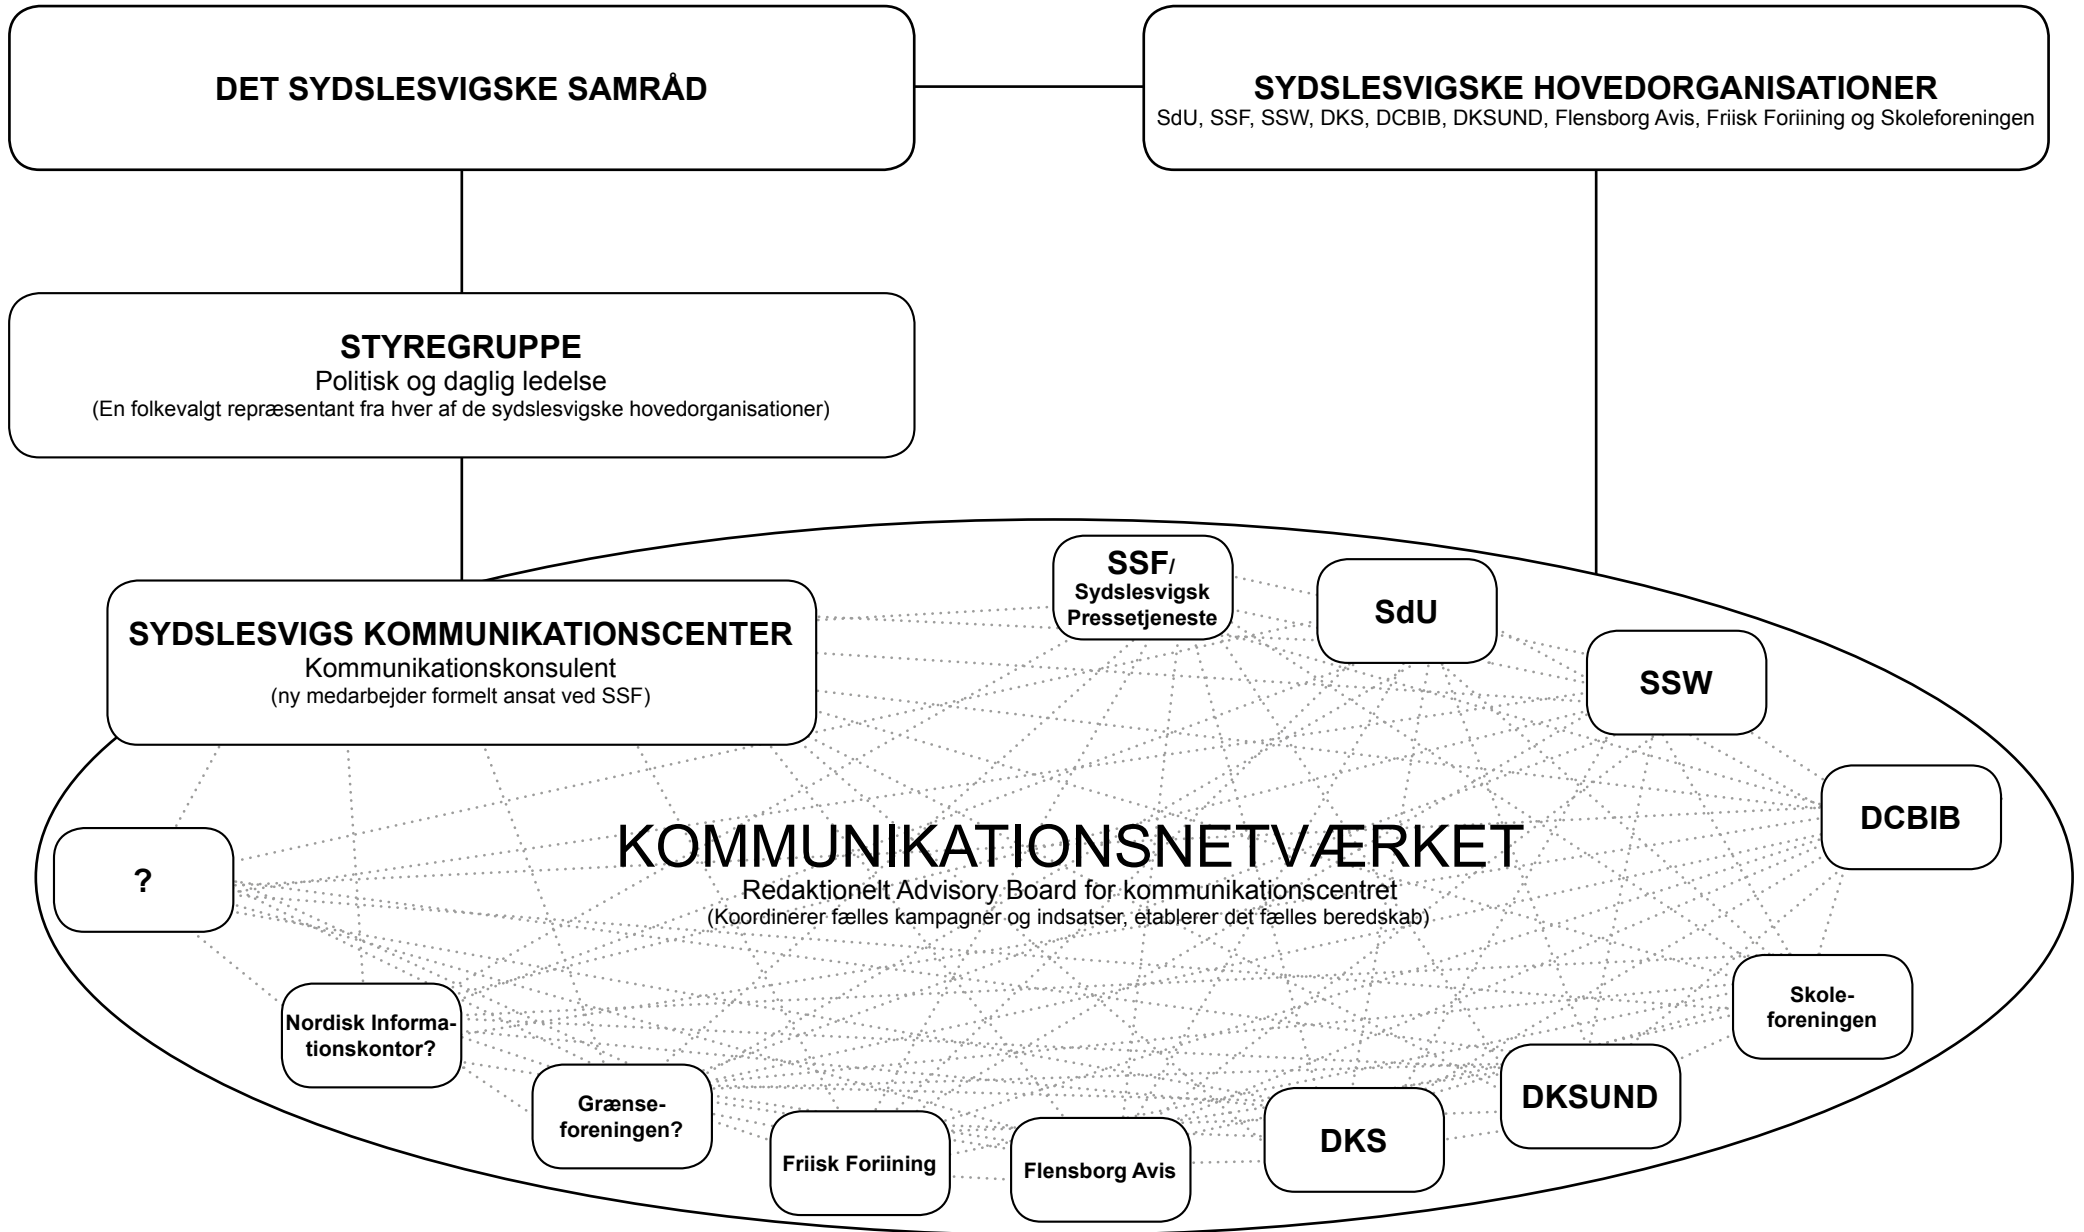 DET SYDSLESVIGSKE SAMRÅD
SYDSLESVIGSKE HOVEDORGANISATIONER
SdU, SSF, SSW, DKS, DCBIB, DKSUND, Flensborg Avis, Friisk Foriining og Skoleforeningen
STYREGRUPPE
Politisk og daglig ledelse
(En folkevalgt repræsentant fra hver af de sydslesvigske hovedorganisationer)
SYDSLESVIGS KOMMUNIKATIONSCENTER
Kommunikationskonsulent
(ny medarbejder formelt ansat ved SSF)
SSF/
Sydslesvigsk
Pressetjeneste
SdU
SSW
DCBIB
KOMMUNIKATIONSNETVÆRKET
Redaktionelt Advisory Board for kommunikationscentret
(Koordinerer fælles kampagner og indsatser, etablerer det fælles beredskab)
?
Nordisk Informa-
tionskontor?
Grænse-
foreningen?
Friisk Foriining
Flensborg Avis
DKS
DKSUND
Skole-
foreningen